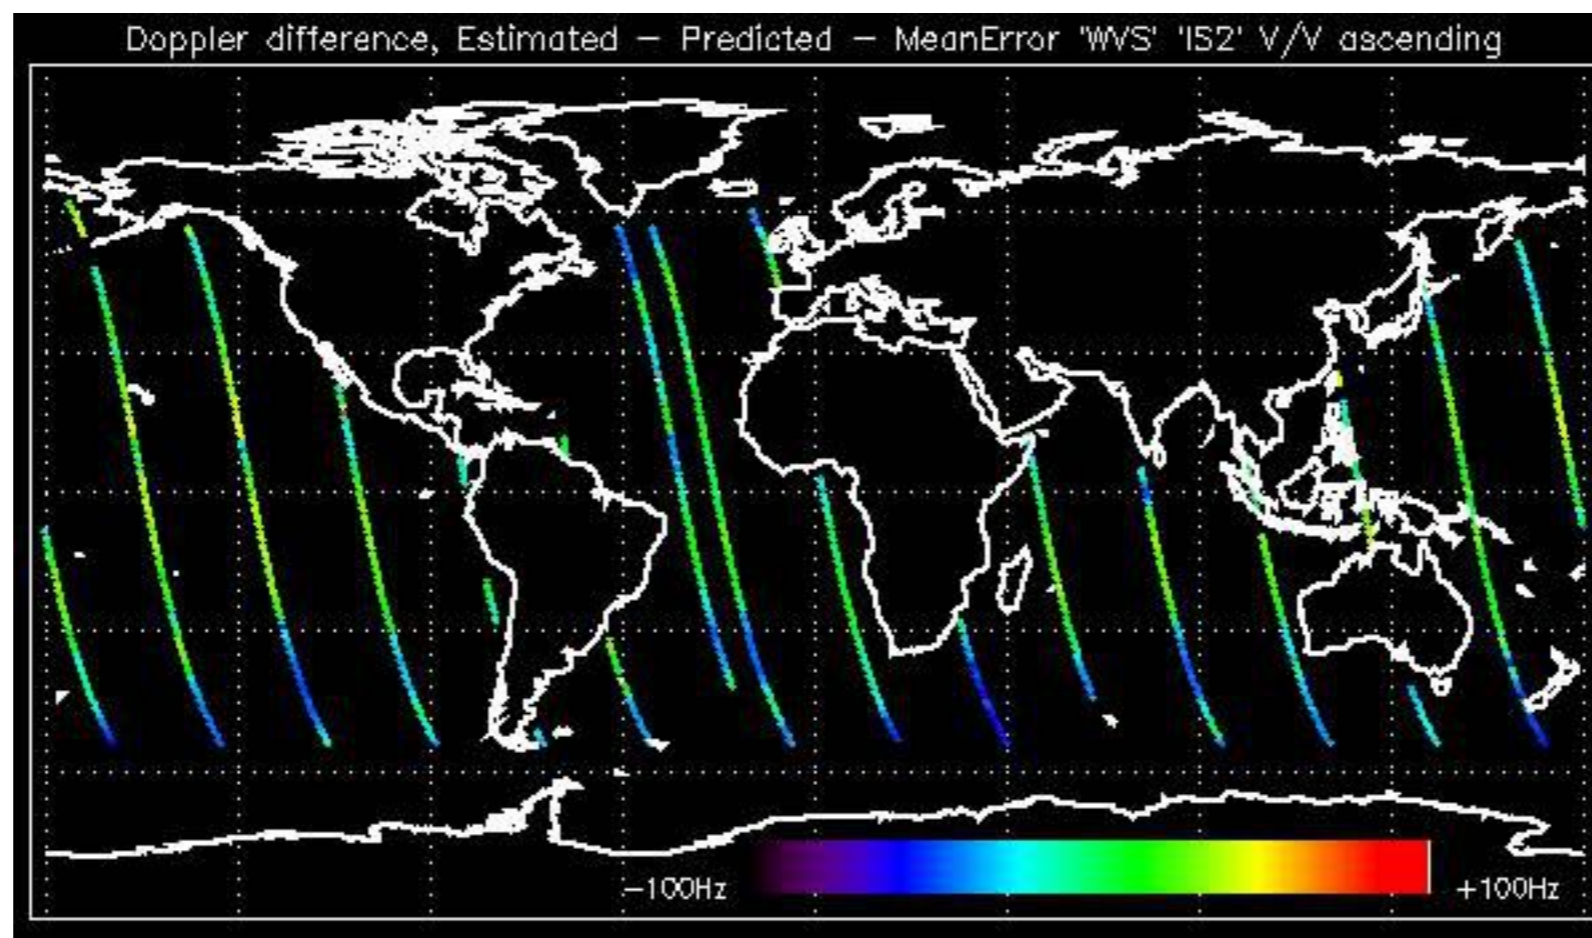 Doppler difference, Estimated – Predicted – MeanError 'WVS' 'IS2' V/V ascending
-100Hz +100Hz